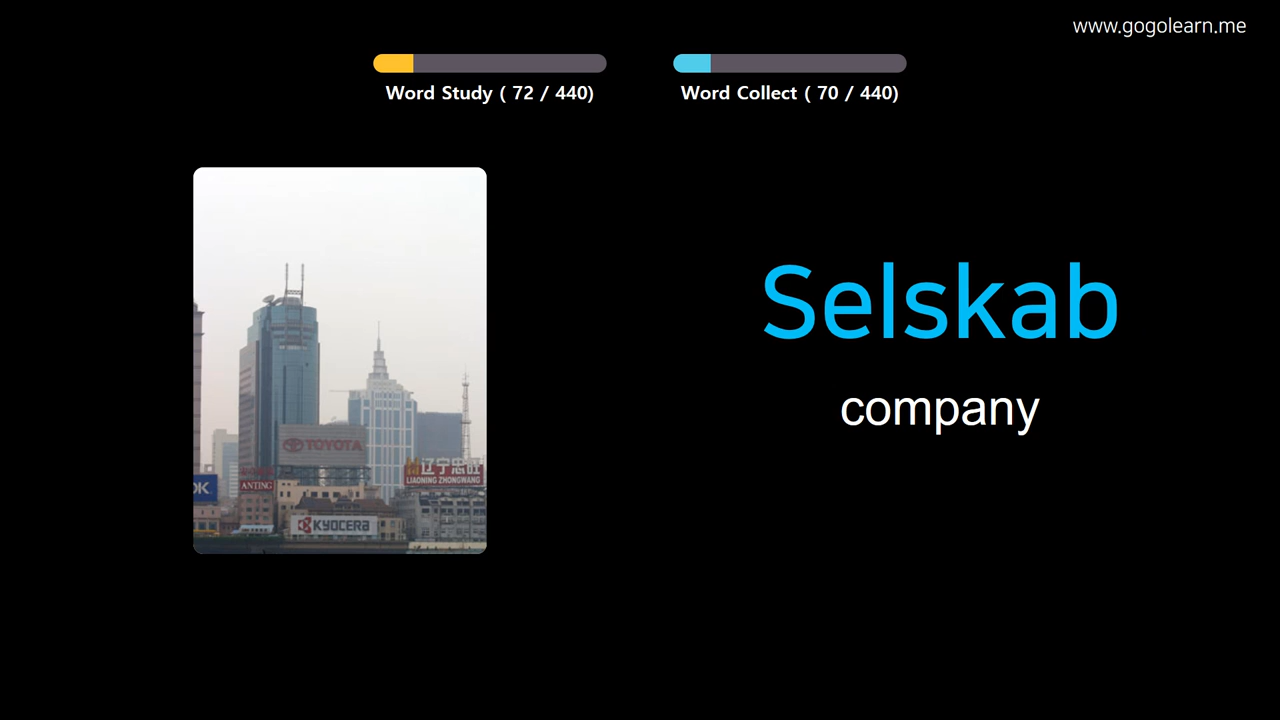 www.gogolearn.me
Word Study ( 72 / 440)
Word Collect ( 70 / 440)
Selskab
company
TOYOTA
辽宁忠旺
LIAONING ZHONGWANG
ANTING
KYOCERA